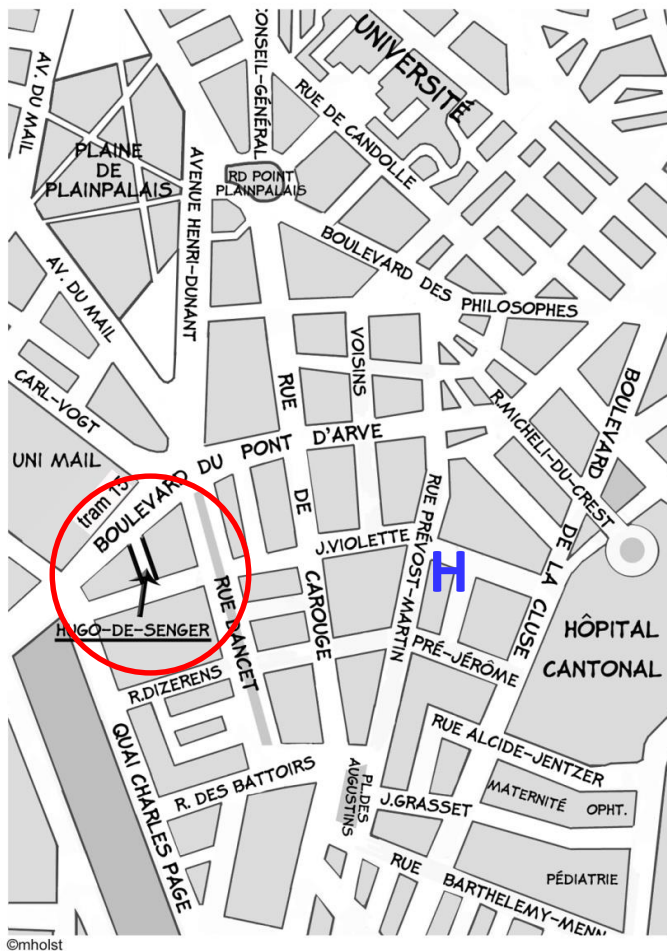 UNIVERSITÉ
CONSEIL-GÉNÉRAL
AV. DU MAIL
RUE DE CANDOLLE
PLAINE
DE
PLAINPALAIS
AVENUE HENRI-DUNANT
RD POINT
PLAINPALAIS
BOULEVARD DES PHILOSOPHES
AV. DU MAIL
VOISINS
CARL-VOGT
RUE DE CAROUGE
R.MICHELI-DU-CREST
BOULEVARD DE LA CLUSE
UNI MAIL
tram 15
BOULEVARD DU PONT D'ARVE
RUE PRÉVOST-MARTIN
J.VIOLETTE
H
HUGO-DE-SENGER
RUE DANCET
HÔPITAL
CANTONAL
PRÉ-JÉRÔME
R.DIZERENS
QUAI CHARLES PAGE
RUE ALCIDE-JENTZER
R. DES BATTOIRS
PL.DES
AUGUSTINS
J.GRASSET
MATERNITÉ
OPHT.
RUE BARTHELEMY-MENN
PÉDIATRIE
©mholst